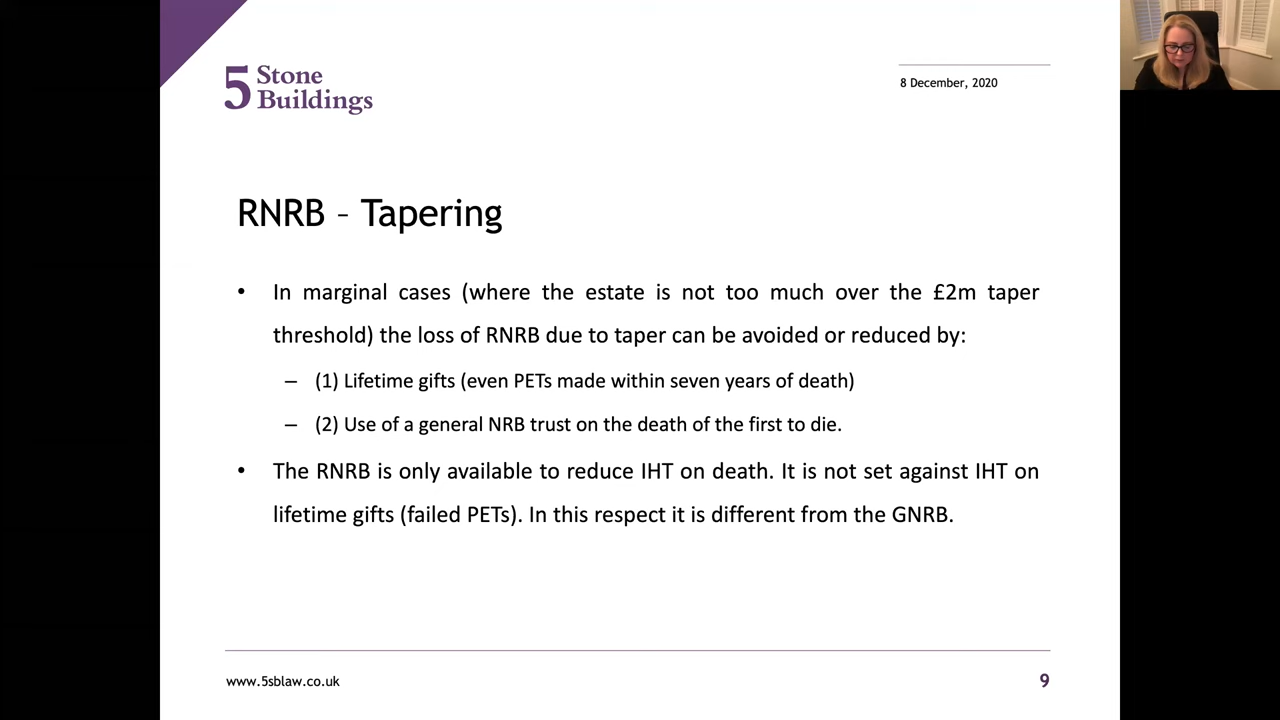 5 Stone
Buildings
8 December, 2020
RNRB – Tapering
• In marginal cases (where the estate is not too much over the £2m taper
threshold) the loss of RNRB due to taper can be avoided or reduced by:
– (1) Lifetime gifts (even PETs made within seven years of death)
– (2) Use of a general NRB trust on the death of the first to die.
• The RNRB is only available to reduce IHT on death. It is not set against IHT on
lifetime gifts (failed PETs). In this respect it is different from the GNRB.
www.5sblaw.co.uk
9